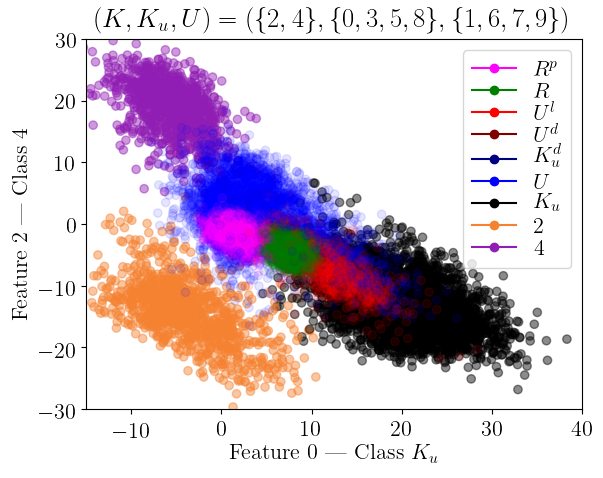 (K, K_u, U) = ({2, 4}, {0, 3, 5, 8}, {1, 6, 7, 9})
30
20
10
0
−10
−20
−30
Feature 2 — Class 4
R^p
R
U^l
U^d
K_u^d
U
K_u
2
4
−10
0
10
20
30
40
Feature 0 — Class K_u